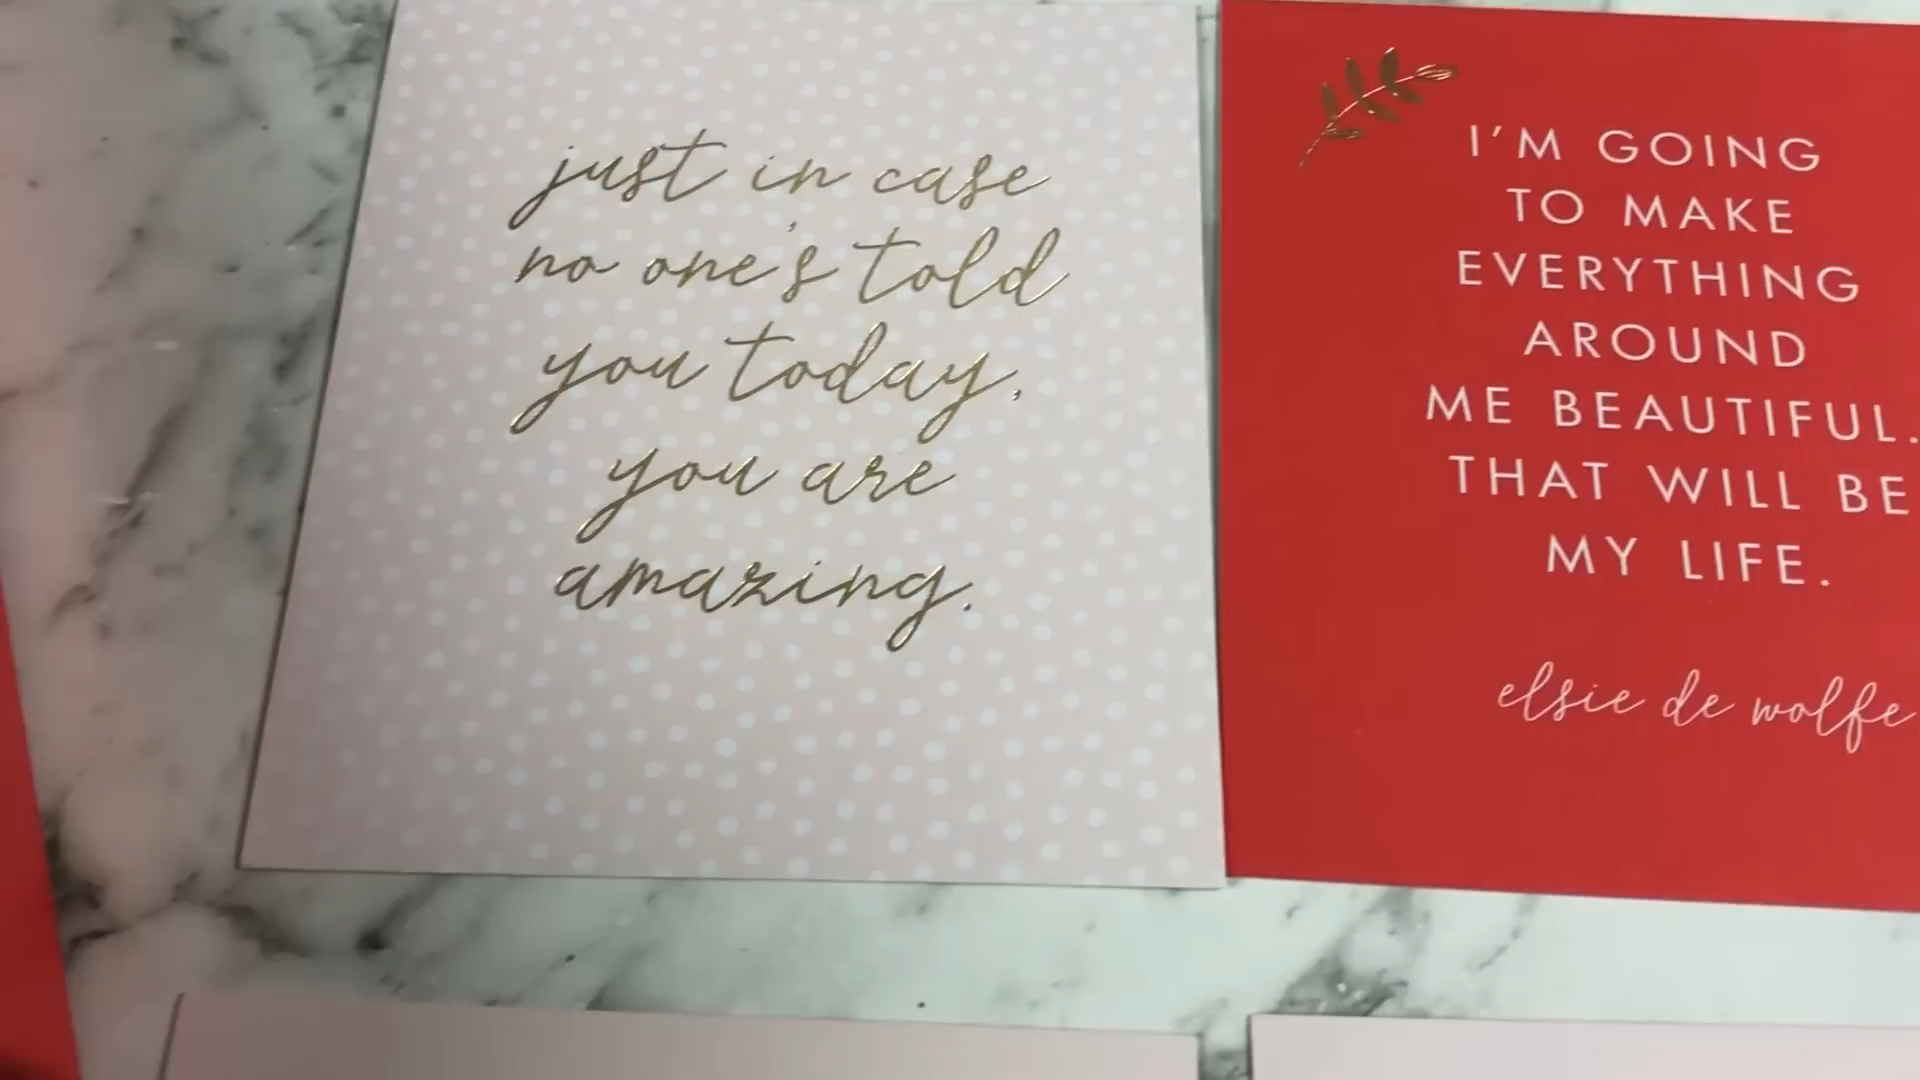 just in case
no one's told
you today,
you are
amazing.
I'M GOING
TO MAKE
EVERYTHING
AROUND
ME BEAUTIFUL.
THAT WILL BE
MY LIFE.
elsie de wolfe